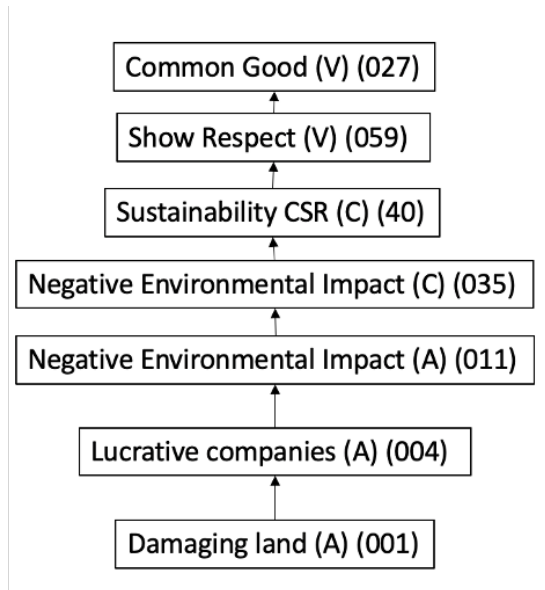 Common Good (V) (027)
Show Respect (V) (059)
Sustainability CSR (C) (40)
Negative Environmental Impact (C) (035)
Negative Environmental Impact (A) (011)
Lucrative companies (A) (004)
Damaging land (A) (001)